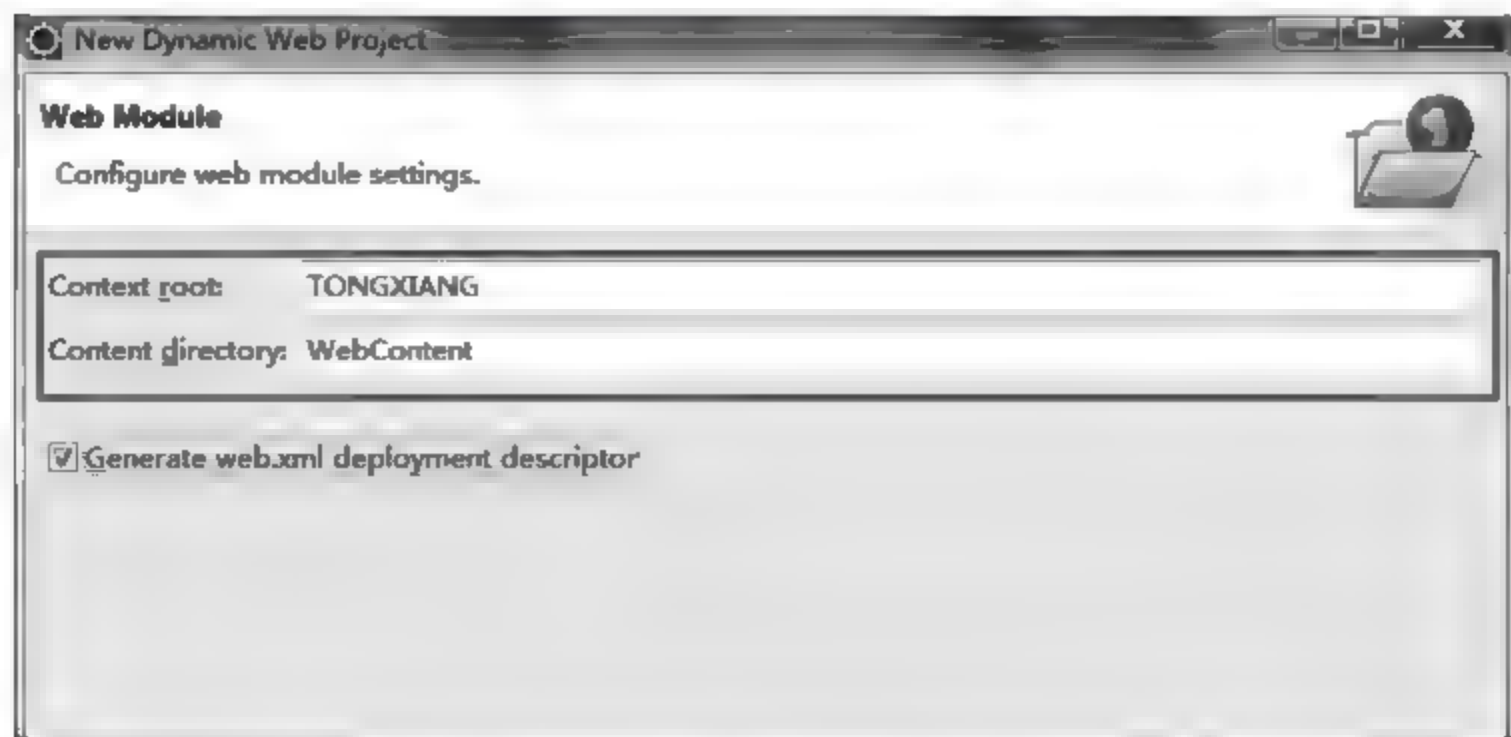 New Dynamic Web Project
Web Module
Configure web module settings.
Context root: TONGXIANG
Content directory: WebContent
Generate web.xml deployment descriptor